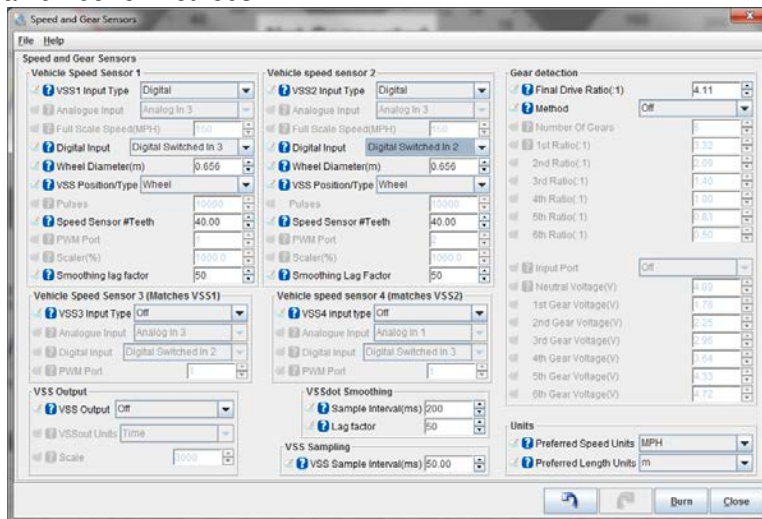 Speed and Gear Sensors
File Help
Speed and Gear Sensors
Vehicle Speed Sensor 1
VSS1 Input Type Digital
Analogue Input Analog In 3
Full Scale Speed(MPH) 150
Digital Input Digital Switched In 3
Wheel Diameter(m) 0.656
VSS Position/Type Wheel
Pulses 10000
Speed Sensor #Teeth 40.00
PWM Port 1
Scaler(%) 1000.0
Smoothing lag factor 50
Vehicle speed sensor 2
VSS2 Input Type Digital
Analogue Input Analog In 3
Full Scale Speed(MPH) 150
Digital Input Digital Switched In 2
Wheel Diameter(m) 0.656
VSS Position/Type Wheel
Pulses 10000
Speed Sensor #Teeth 40.00
PWM Port 2
Scaler(%) 1000.0
Smoothing Lag Factor 50
Gear detection
Final Drive Ratio(:1) 4.11
Method Off
Number Of Gears
1st Ratio(:1) 3.32
2nd Ratio(:1) 2.09
3rd Ratio(:1) 1.40
4th Ratio(:1) 1.00
5th Ratio(:1) 0.83
6th Ratio(:1) 0.50
Input Port Off
Neutral Voltage(V)
1st Gear Voltage(V) 1.78
2nd Gear Voltage(V) 2.25
3rd Gear Voltage(V) 2.96
4th Gear Voltage(V) 3.64
5th Gear Voltage(V) 4.33
6th Gear Voltage(V) 4.72
Vehicle Speed Sensor 3 (Matches VSS1)
VSS3 Input Type Off
Analogue Input Analog In 3
Digital Input Digital Switched In 2
PWM Port 1
Vehicle speed sensor 4 (matches VSS2)
VSS4 input type Off
Analogue Input Analog In 1
Digital Input Digital Switched In 3
PWM Port 1
VSS Output
VSS Output Off
VSSout Units Time
Scale 3000
VSSdot Smoothing
Sample Interval(ms) 200
Lag factor 50
VSS Sampling
VSS Sample Interval(ms) 50.00
Units
Preferred Speed Units MPH
Preferred Length Units m
Burn Close